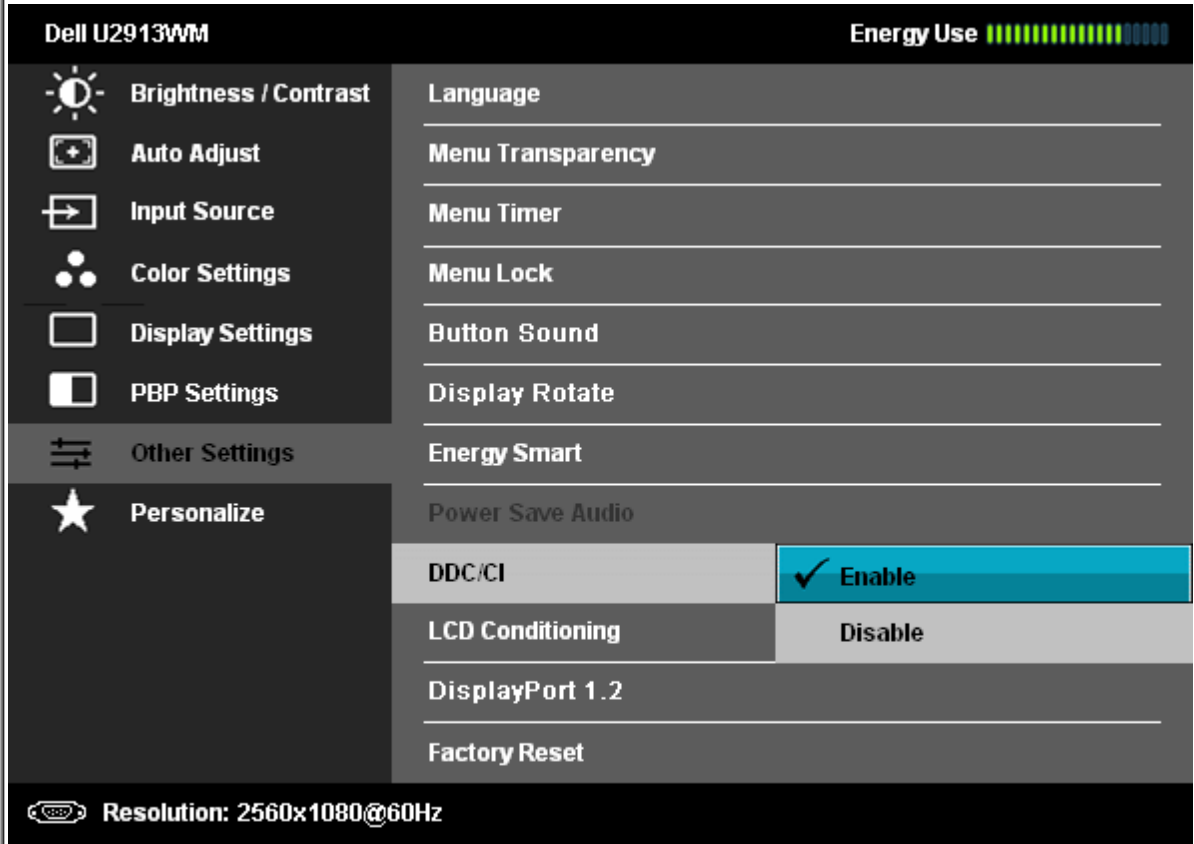 Dell U2913WM
Energy Use
Brightness / Contrast
Auto Adjust
Input Source
Color Settings
Display Settings
PBP Settings
Other Settings
Personalize
Language
Menu Transparency
Menu Timer
Menu Lock
Button Sound
Display Rotate
Energy Smart
Power Save Audio
DDC/CI
Enable
Disable
LCD Conditioning
DisplayPort 1.2
Factory Reset
Resolution: 2560x1080@60Hz